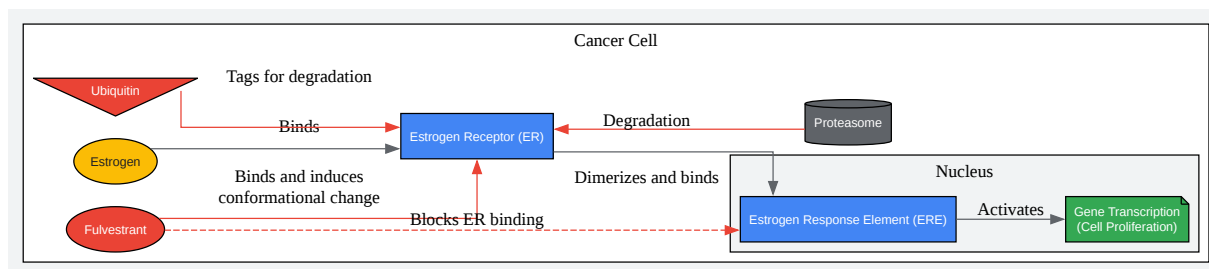 Cancer Cell
Tags for degradation
Ubiquitin
Binds
Estrogen Receptor (ER)
Degradation
Proteasome
Estrogen
Binds and induces
conformational change
Dimerizes and binds
Nucleus
Fulvestrant
Blocks ER binding
Estrogen Response Element (ERE)
Activates
Gene Transcription
(Cell Proliferation)